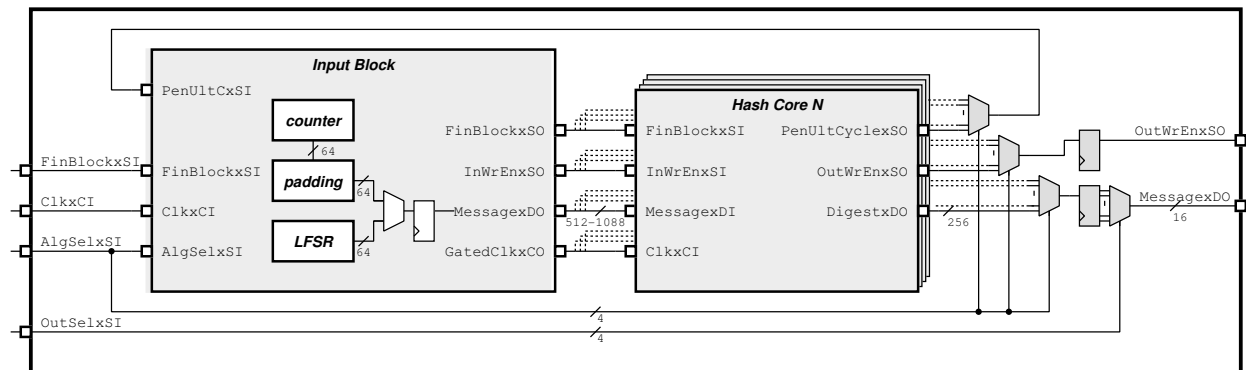 Input Block
PenUltCxSI
counter
64
FinBlockxSO
FinBlockxSI
FinBlockxSI
padding
64
InWrEnxSO
ClkxCI
ClkxCI
MessagexDO
AlgSelxSI
AlgSelxSI
LFSR
64
GatedClkxCO
512-1088
Hash Core N
FinBlockxSI
PenUltCyclexSO
InWrEnxSI
OutWrEnxSO
MessagexDI
DigestxDO
256
ClkxCI
OutWrEnxSO
MessagexDO
16
4
OutSelxSI
4